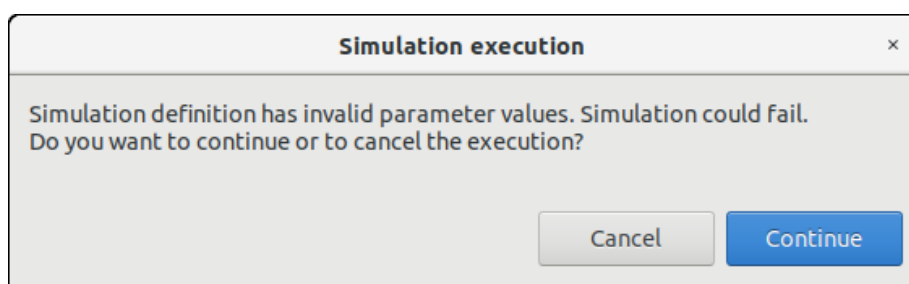 Simulation execution
×
Simulation definition has invalid parameter values. Simulation could fail.
Do you want to continue or to cancel the execution?
Cancel
Continue